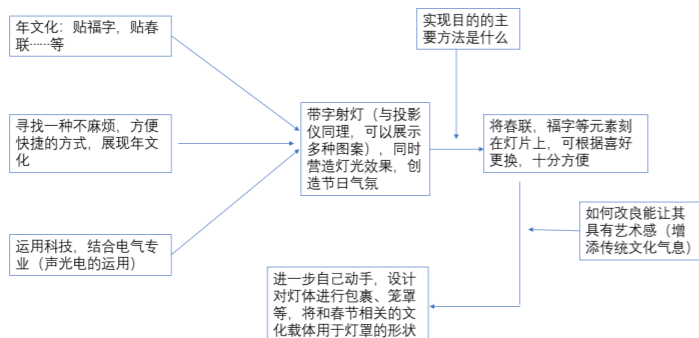 年文化：贴福字，贴春
联……等
实现目的的主
要方法是什么
寻找一种不麻烦，方便
快捷的方式，展现年文
化
带字射灯（与投影
仪同理，可以展示
多种图案），同时
营造灯光效果，创
造节日气氛
将春联，福字等元素刻
在灯片上，可根据喜好
更换，十分方便
运用科技，结合电气专
业（声光电的运用）
如何改良能让其
具有艺术感（增
添传统文化气息）
进一步自己动手，设计
对灯体进行包裹、笼罩
等，将和春节相关的文
化载体用于灯罩的形状